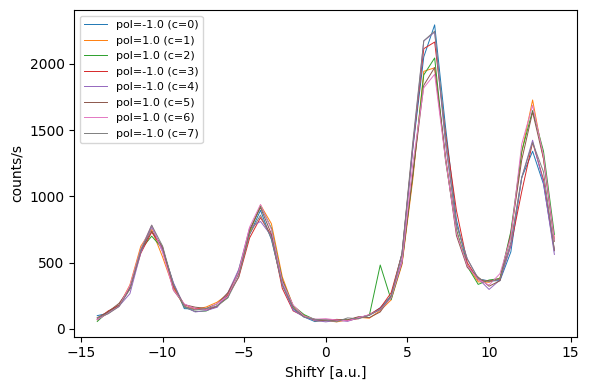 pol=-1.0 (c=0)
pol=1.0 (c=1)
pol=1.0 (c=2)
pol=-1.0 (c=3)
pol=-1.0 (c=4)
pol=1.0 (c=5)
pol=1.0 (c=6)
pol=-1.0 (c=7)
counts/s
2000
1500
1000
500
0
−15
−10
−5
0
5
10
15
ShiftY [a.u.]